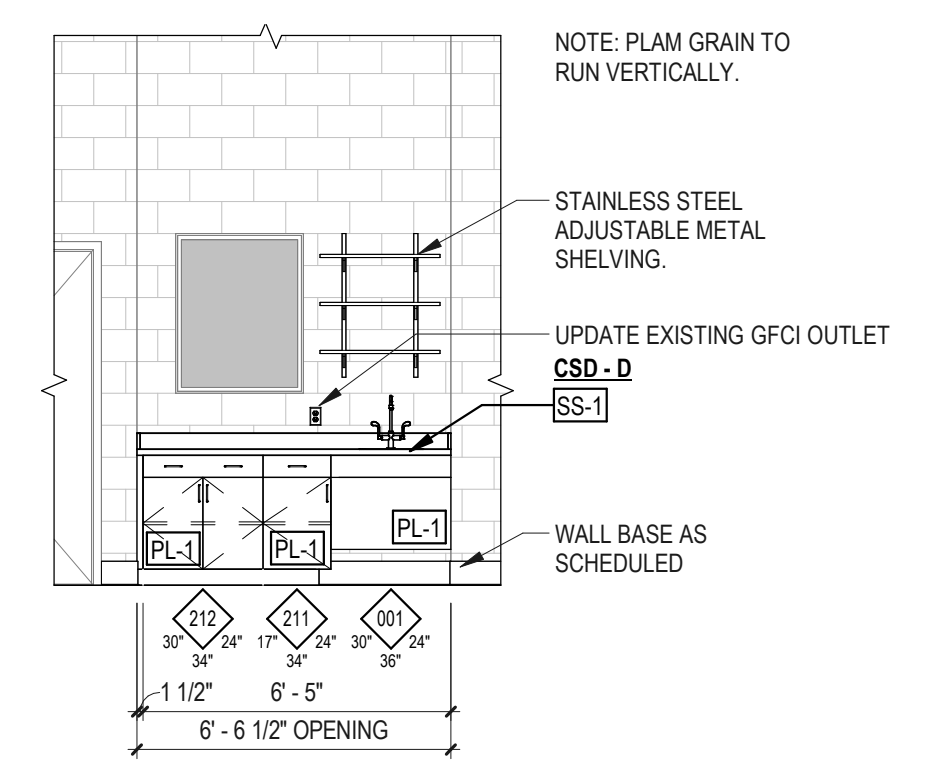 NOTE: PLAM GRAIN TO
RUN VERTICALLY.
STAINLESS STEEL
ADJUSTABLE METAL
SHELVING.
UPDATE EXISTING GFCI OUTLET
CSD - D
SS-1
PL-1
PL-1
PL-1
WALL BASE AS
SCHEDULED
212
30" 24"
34"
211
17" 24"
34"
001
30" 24"
36"
1 1/2"
6' - 5"
6' - 6 1/2" OPENING